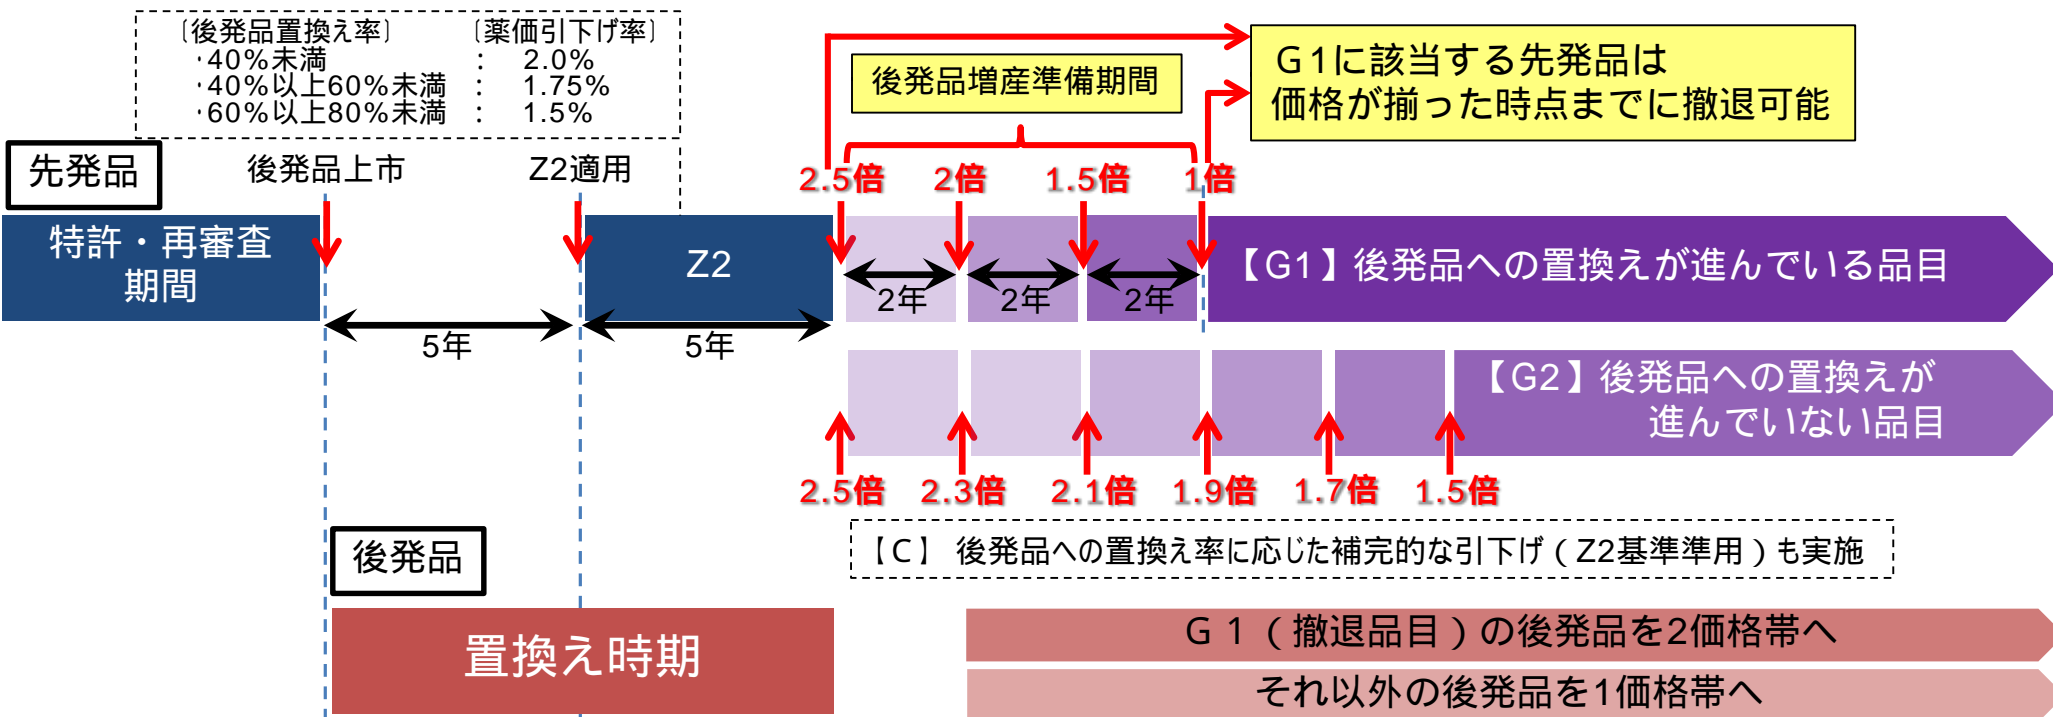 〔後発品置換え率〕 〔薬価引下げ率〕
・40%未満 : 2.0%
・40%以上60%未満 : 1.75%
・60%以上80%未満 : 1.5%
後発品増産準備期間
G1に該当する先発品は
価格が揃った時点までに撤退可能
先発品
後発品上市
Z2適用
2.5倍 2倍 1.5倍 1倍
特許・再審査
期間
Z2
【G1】後発品への置換えが進んでいる品目
2年 2年 2年
5年 5年
【G2】後発品への置換えが
進んでいない品目
2.5倍 2.3倍 2.1倍 1.9倍 1.7倍 1.5倍
【C】 後発品への置換え率に応じた補完的な引下げ（Z2基準準用）も実施
後発品
置換え時期
G1（撤退品目）の後発品を2価格帯へ
それ以外の後発品を1価格帯へ